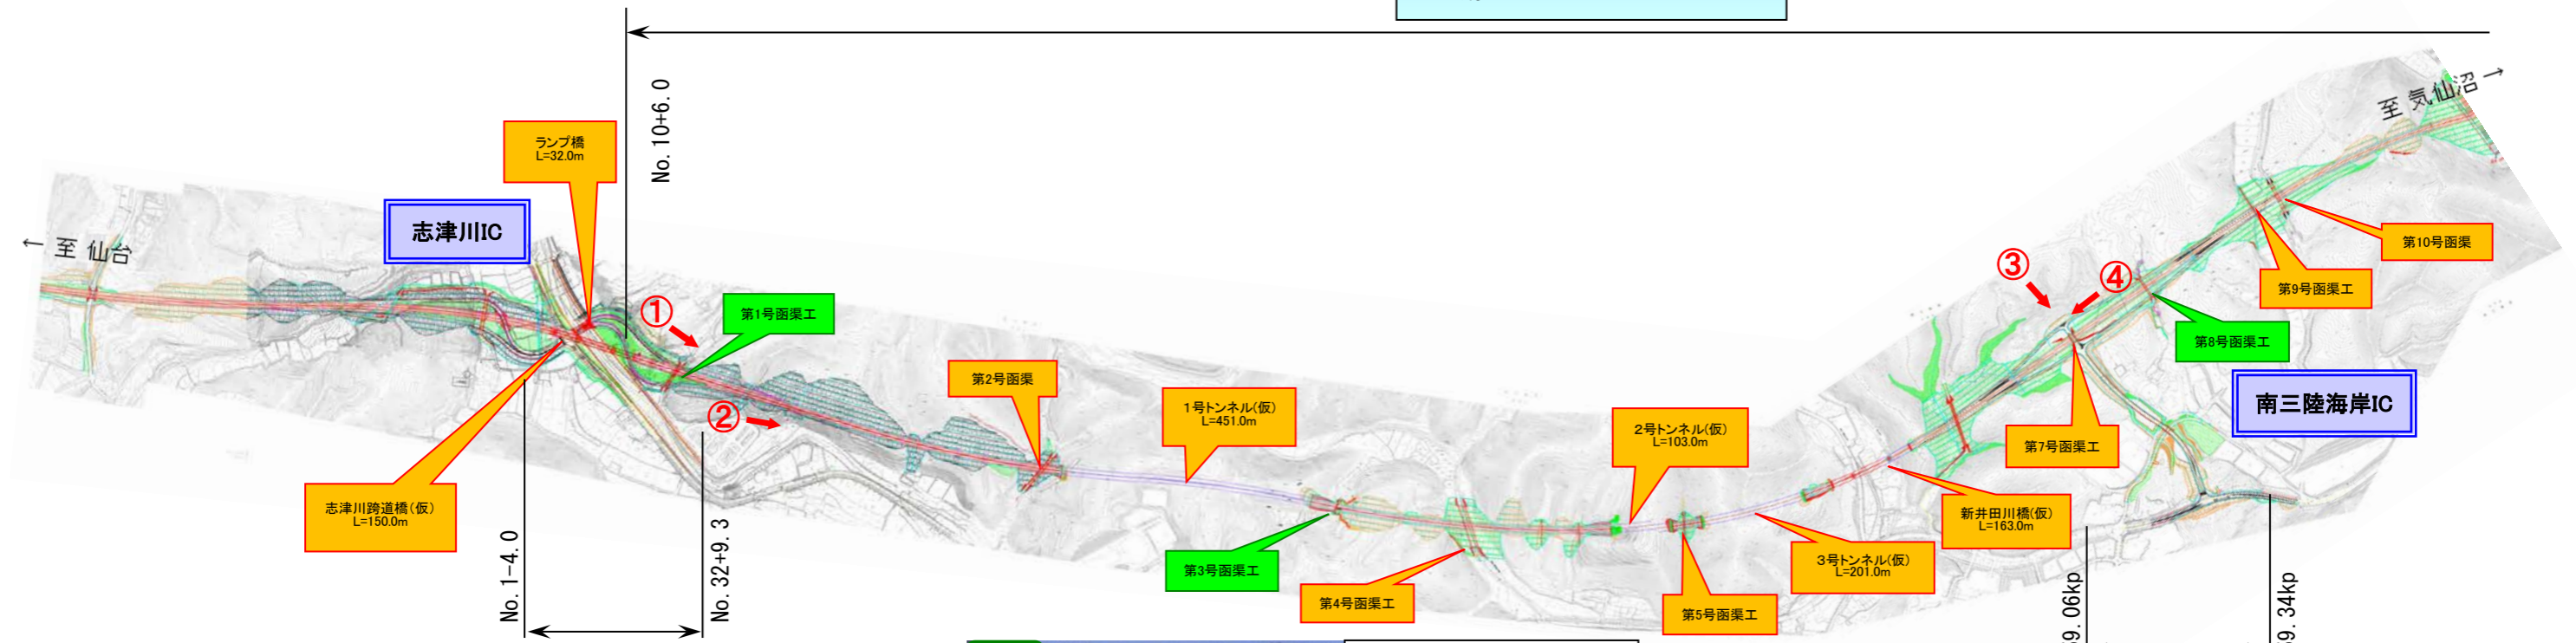 No.10+6.0
至 気仙沼 →
ランプ橋
L=32.0m
志津川IC
← 至 仙台
第10号函渠
③
④
第9号函渠工
①
第1号函渠工
第8号函渠工
第2号函渠
南三陸海岸IC
②
1号トンネル(仮)
L=451.0m
2号トンネル(仮)
L=103.0m
第7号函渠工
志津川跨道橋(仮)
L=150.0m
新井田川橋(仮)
L=163.0m
No.1-4.0
No.32+9.3
第3号函渠工
3号トンネル(仮)
L=201.0m
第4号函渠工
第5号函渠工
9.06kp
9.34kp